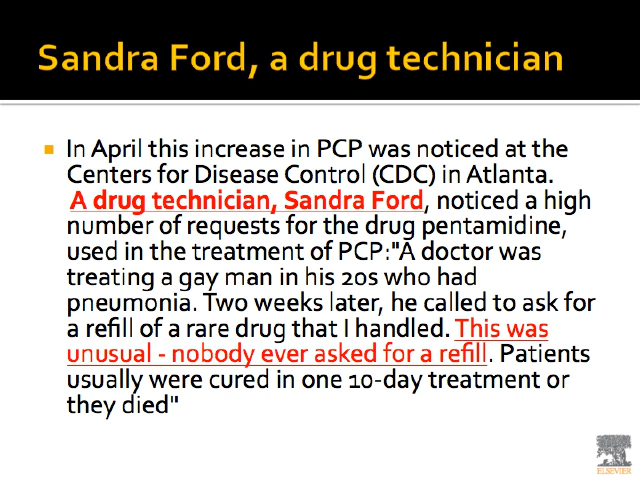 Sandra Ford, a drug technician
In April this increase in PCP was noticed at the
Centers for Disease Control (CDC) in Atlanta.
A drug technician, Sandra Ford, noticed a high
number of requests for the drug pentamidine,
used in the treatment of PCP:"A doctor was
treating a gay man in his 20s who had
pneumonia. Two weeks later, he called to ask for
a refill of a rare drug that I handled. This was
unusual - nobody ever asked for a refill. Patients
usually were cured in one 10-day treatment or
they died"
ELSEVIER